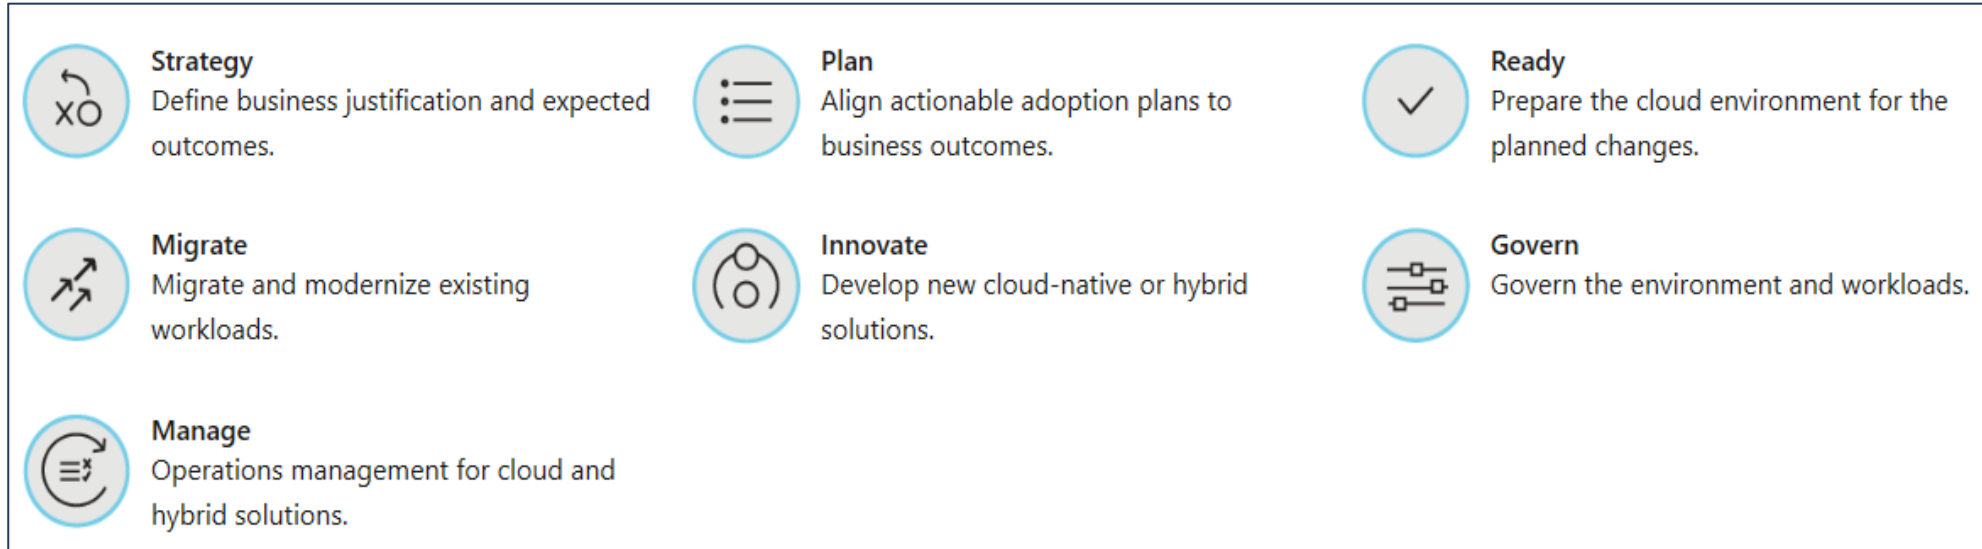 Strategy
Define business justification and expected
outcomes.
Plan
Align actionable adoption plans to
business outcomes.
Ready
Prepare the cloud environment for the
planned changes.
Migrate
Migrate and modernize existing
workloads.
Innovate
Develop new cloud-native or hybrid
solutions.
Govern
Govern the environment and workloads.
Manage
Operations management for cloud and
hybrid solutions.